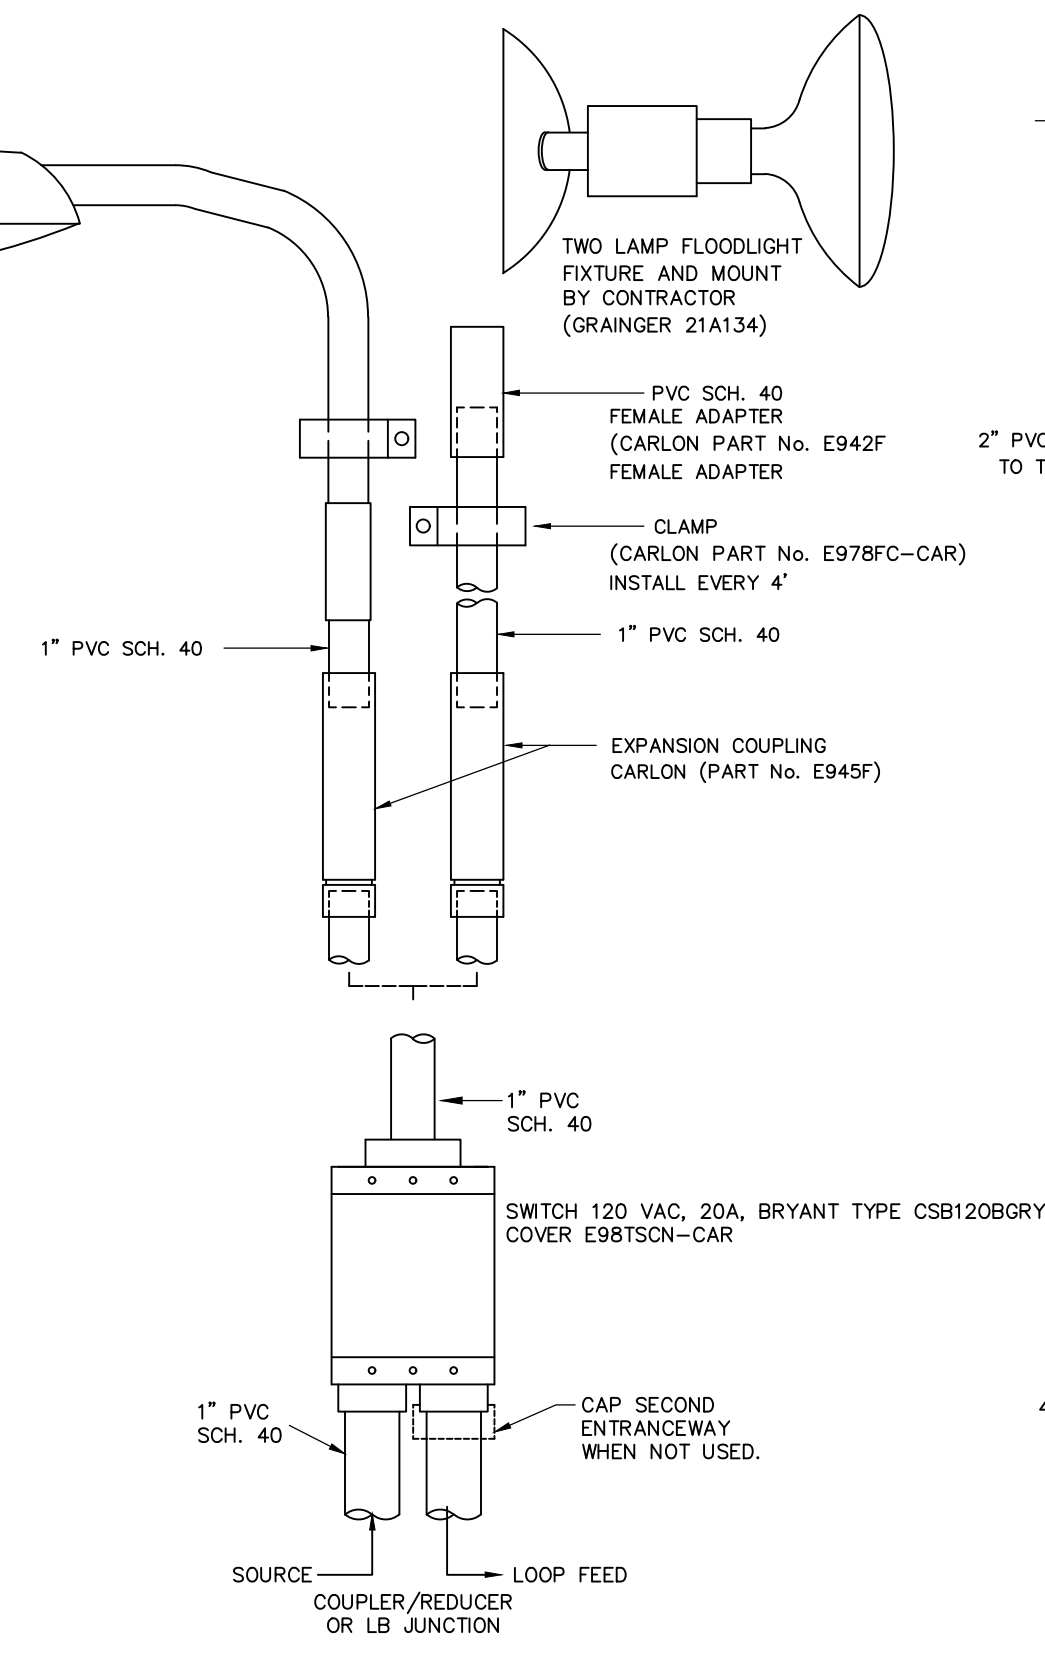 TWO LAMP FLOODLIGHT
FIXTURE AND MOUNT
BY CONTRACTOR
(GRAINGER 21A134)
PVC SCH. 40
FEMALE ADAPTER
(CARLON PART No. E942F
FEMALE ADAPTER
2" PVC
TO T
CLAMP
(CARLON PART No. E978FC-CAR)
INSTALL EVERY 4'
1" PVC SCH. 40
1" PVC SCH. 40
EXPANSION COUPLING
CARLON (PART No. E945F)
1" PVC
SCH. 40
SWITCH 120 VAC, 20A, BRYANT TYPE CSB120BGRY
COVER E98TSCN-CAR
1" PVC
SCH. 40
CAP SECOND
ENTRANCEWAY
WHEN NOT USED.
4
SOURCE
LOOP FEED
COUPLER/REDUCER
OR LB JUNCTION